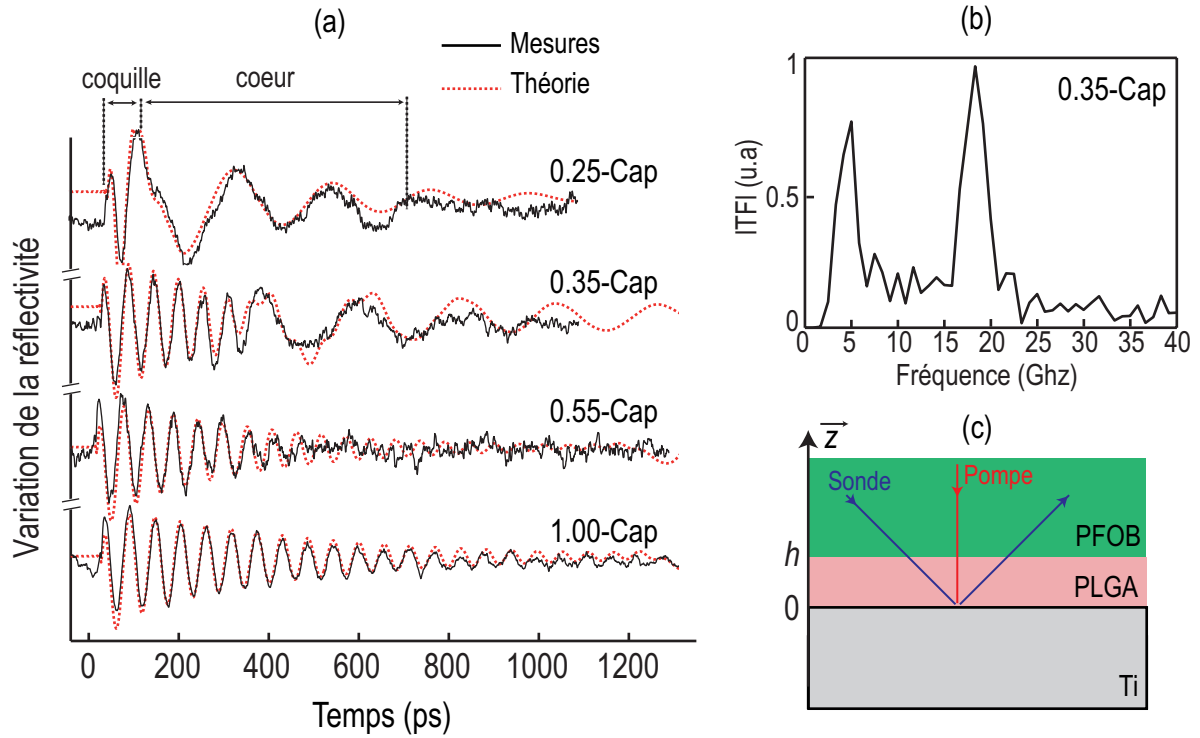 (a)
Mesures
Théorie
coquille
coeur
0.25-Cap
0.35-Cap
0.55-Cap
1.00-Cap
Variation de la réflectivité
0 200 400 600 800 1000 1200
Temps (ps)
(b)
0.35-Cap
1
0.5
0
ITFI (u.a)
0 5 10 15 20 25 30 35 40
Fréquence (Ghz)
(c)
z
Sonde
Pompe
PFOB
h
PLGA
0
Ti